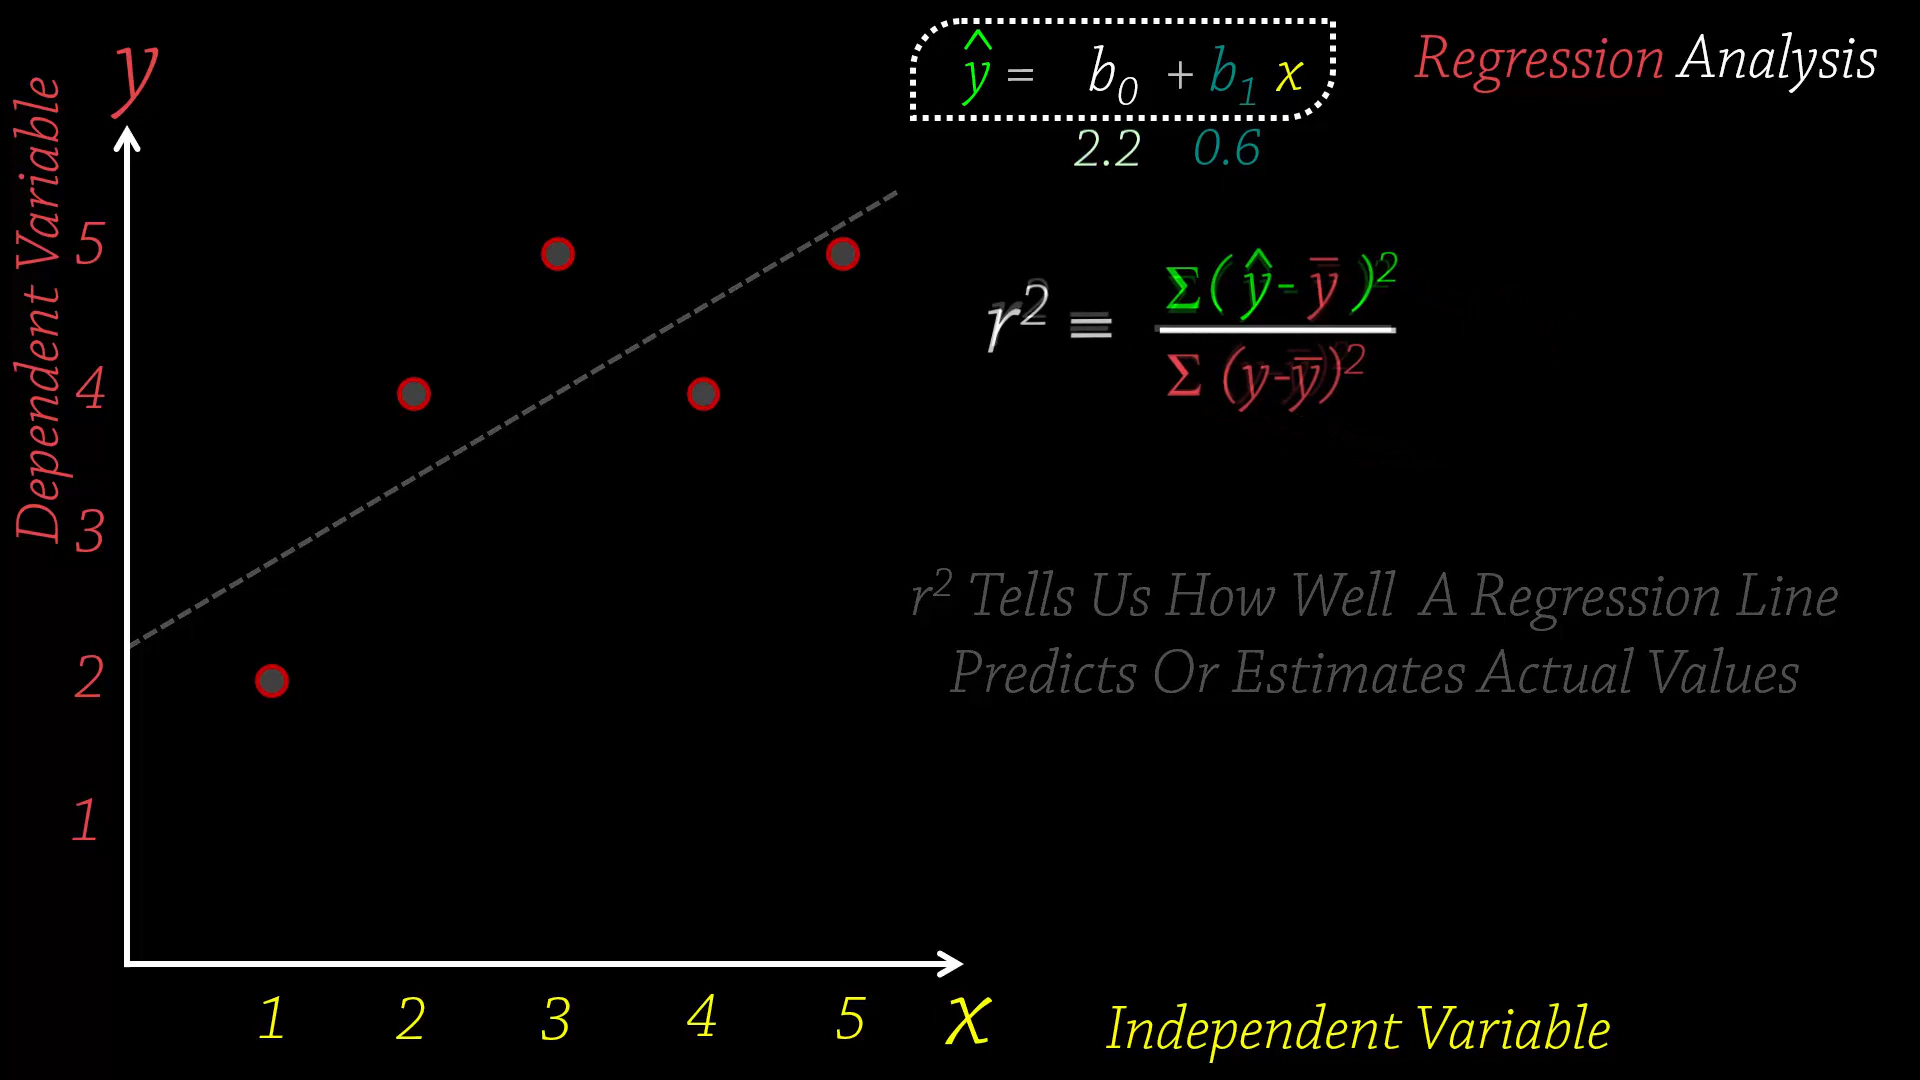 Regression Analysis
ŷ = b₀ + b₁ x
2.2 0.6
y
Dependent Variable
5
4
3
2
1
r² = Σ(ŷ - ȳ)² / Σ(y - ȳ)²
r² Tells Us How Well A Regression Line
Predicts Or Estimates Actual Values
1 2 3 4 5 x
Independent Variable